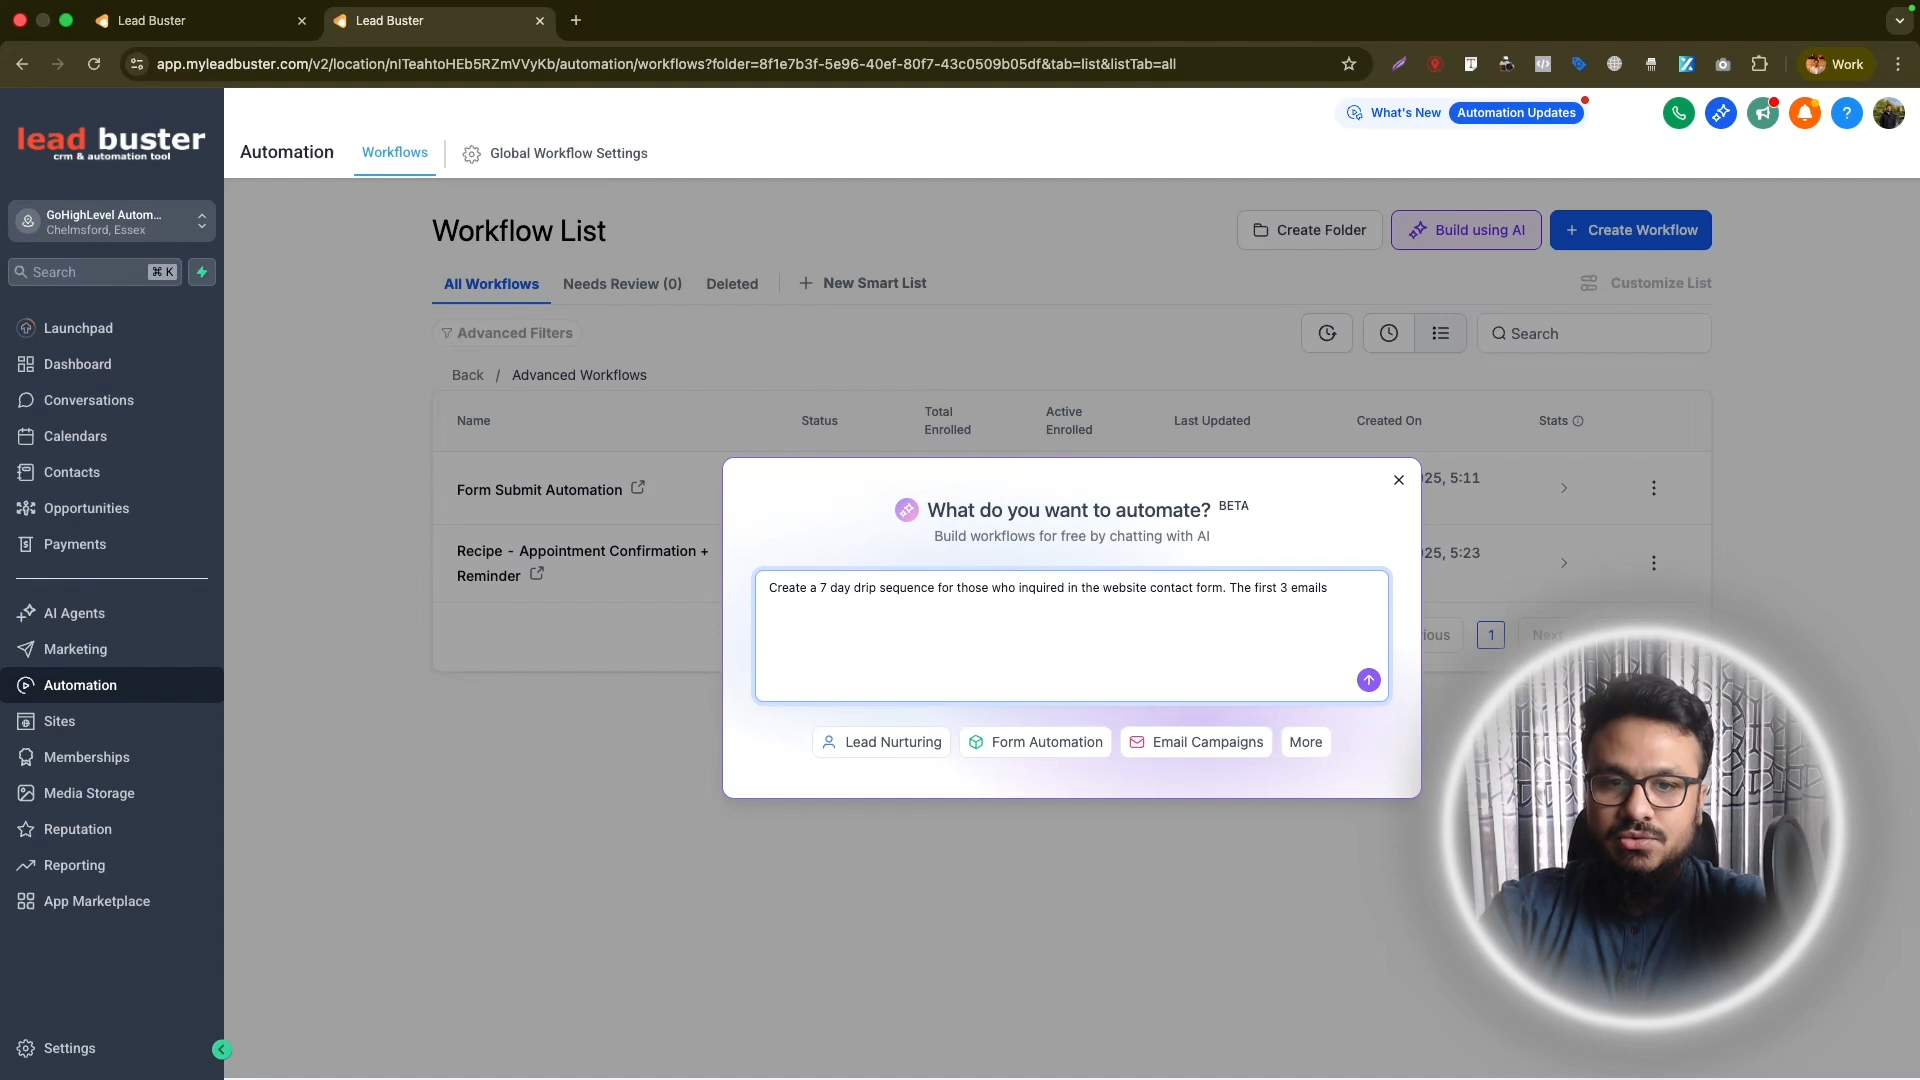 Lead Buster
Lead Buster
app.myleadbuster.com/v2/location/nITeahtoHEb5RZmVVyKb/automation/workflows?folder=8f1e7b3f-5e96-40ef-80f7-43c0509b05df&tab=list&listTab=all
Work
lead buster
crm & automation tool
What's New
Automation Updates
Automation
Workflows
Global Workflow Settings
GoHighLevel Autom...
Chelmsford, Essex
Search
⌘ K
Launchpad
Dashboard
Conversations
Calendars
Contacts
Opportunities
Payments
AI Agents
Marketing
Automation
Sites
Memberships
Media Storage
Reputation
Reporting
App Marketplace
Settings
Workflow List
Create Folder
Build using AI
+ Create Workflow
All Workflows
Needs Review (0)
Deleted
+ New Smart List
Customize List
Advanced Filters
Search
Back / Advanced Workflows
Name
Status
Total Enrolled
Active Enrolled
Last Updated
Created On
Stats
Form Submit Automation
25, 5:11
Recipe - Appointment Confirmation +
Reminder
25, 5:23
ious
1
Next
What do you want to automate? BETA
Build workflows for free by chatting with AI
Create a 7 day drip sequence for those who inquired in the website contact form. The first 3 emails
Lead Nurturing
Form Automation
Email Campaigns
More